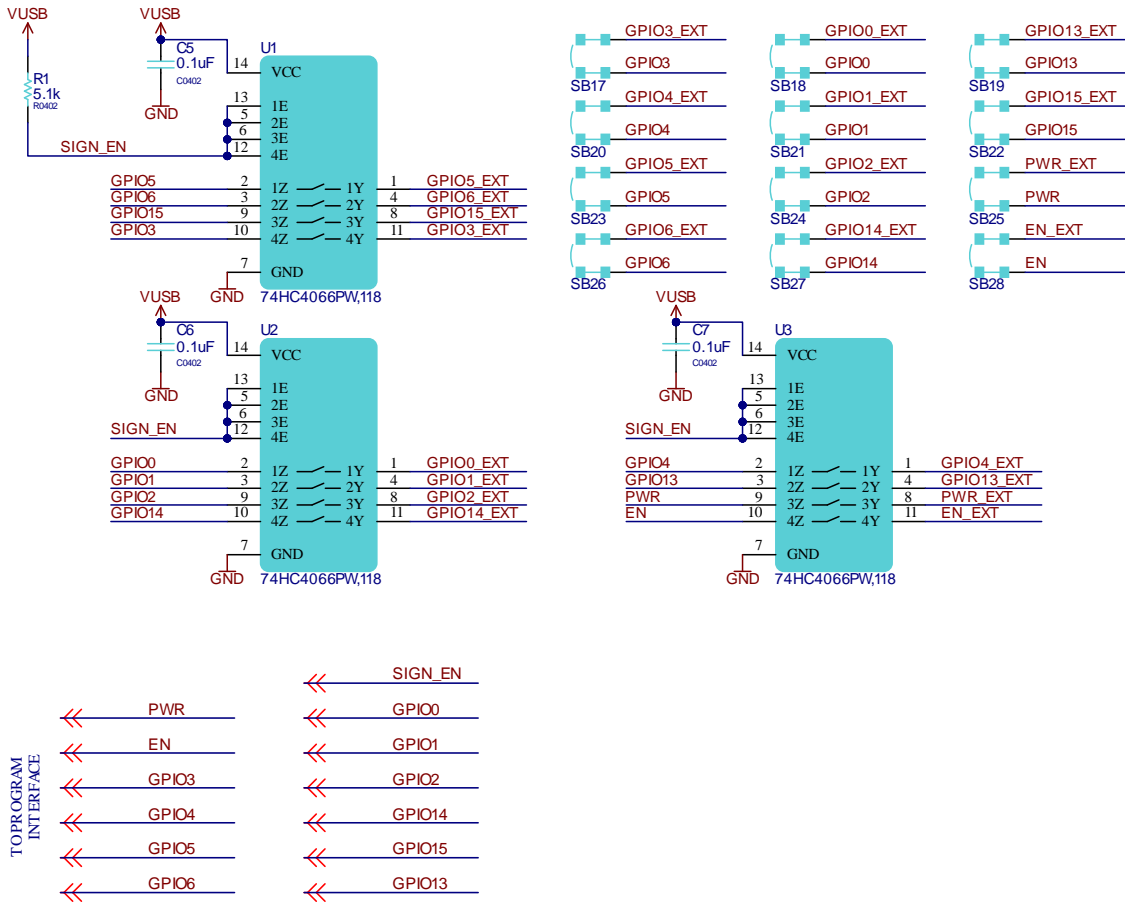 VUSB
R1
5.1k
R0402
SIGN_EN
VUSB
C5
0.1uF
C0402
GND
U1
14 VCC
13 1E
5 2E
6 3E
12 4E
GPIO5 2 1Z 1Y 1 GPIO5_EXT
GPIO6 3 2Z 2Y 4 GPIO6_EXT
GPIO15 9 3Z 3Y 8 GPIO15_EXT
GPIO3 10 4Z 4Y 11 GPIO3_EXT
7 GND
GND
74HC4066PW,118
GPIO3_EXT
GPIO3
SB17
GPIO4_EXT
GPIO4
SB20
GPIO5_EXT
GPIO5
SB23
GPIO6_EXT
GPIO6
SB26
GPIO0_EXT
GPIO0
SB18
GPIO1_EXT
GPIO1
SB21
GPIO2_EXT
GPIO2
SB24
GPIO14_EXT
GPIO14
SB27
GPIO13_EXT
GPIO13
SB19
GPIO15_EXT
GPIO15
SB22
PWR_EXT
PWR
SB25
EN_EXT
EN
SB28
VUSB
C6
0.1uF
C0402
GND
U2
14 VCC
13 1E
5 2E
6 3E
SIGN_EN 12 4E
GPIO0 2 1Z 1Y 1 GPIO0_EXT
GPIO1 3 2Z 2Y 4 GPIO1_EXT
GPIO2 9 3Z 3Y 8 GPIO2_EXT
GPIO14 10 4Z 4Y 11 GPIO14_EXT
7 GND
GND
74HC4066PW,118
VUSB
C7
0.1uF
C0402
GND
U3
14 VCC
13 1E
5 2E
6 3E
SIGN_EN 12 4E
GPIO4 2 1Z 1Y 1 GPIO4_EXT
GPIO13 3 2Z 2Y 4 GPIO13_EXT
PWR 9 3Z 3Y 8 PWR_EXT
EN 10 4Z 4Y 11 EN_EXT
7 GND
GND
74HC4066PW,118
TOPROGRAM
INTERFACE
PWR
EN
GPIO3
GPIO4
GPIO5
GPIO6
SIGN_EN
GPIO0
GPIO1
GPIO2
GPIO14
GPIO15
GPIO13